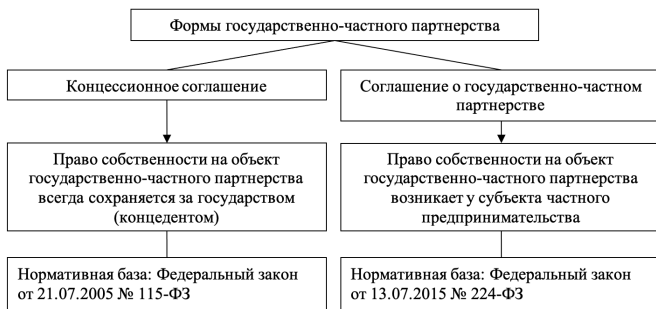 Формы государственно-частного партнерства
Концессионное соглашение
Соглашение о государственно-частном
партнерстве
Право собственности на объект
государственно-частного партнерства
всегда сохраняется за государством
(концедентом)
Право собственности на объект
государственно-частного партнерства
возникает у субъекта частного
предпринимательства
Нормативная база: Федеральный закон
от 21.07.2005 № 115-ФЗ
Нормативная база: Федеральный закон
от 13.07.2015 № 224-ФЗ